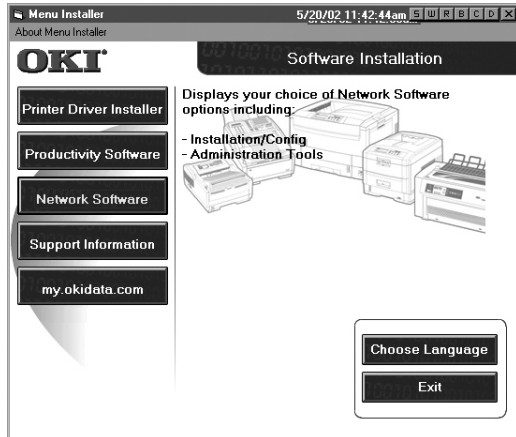 Menu Installer
5/20/02 11:42:44am S W R B C D X
About Menu Installer
OKI
Software Installation
Printer Driver Installer
Productivity Software
Network Software
Support Information
my.okidata.com
Displays your choice of Network Software
options including:
- Installation/Config
- Administration Tools
Choose Language
Exit